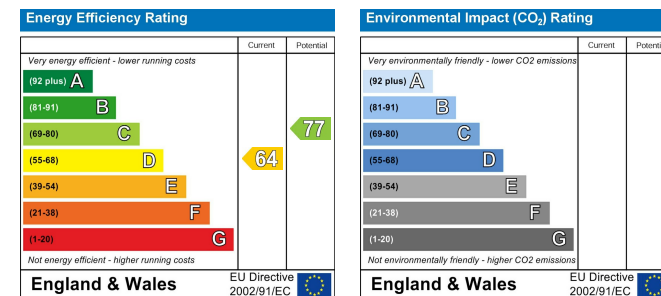 Energy Efficiency Rating
Current Potential
Very energy efficient - lower running costs
(92 plus) A
(81-91) B
(69-80) C
77
(55-68) D
64
(39-54) E
(21-38) F
(1-20) G
Not energy efficient - higher running costs
England & Wales
EU Directive
2002/91/EC
Environmental Impact (CO₂) Rating
Current Potenti
Very environmentally friendly - lower CO2 emissions
(92 plus) A
(81-91) B
(69-80) C
(55-68) D
(39-54) E
(21-38) F
(1-20) G
Not environmentally friendly - higher CO2 emissions
England & Wales
EU Directive
2002/91/EC